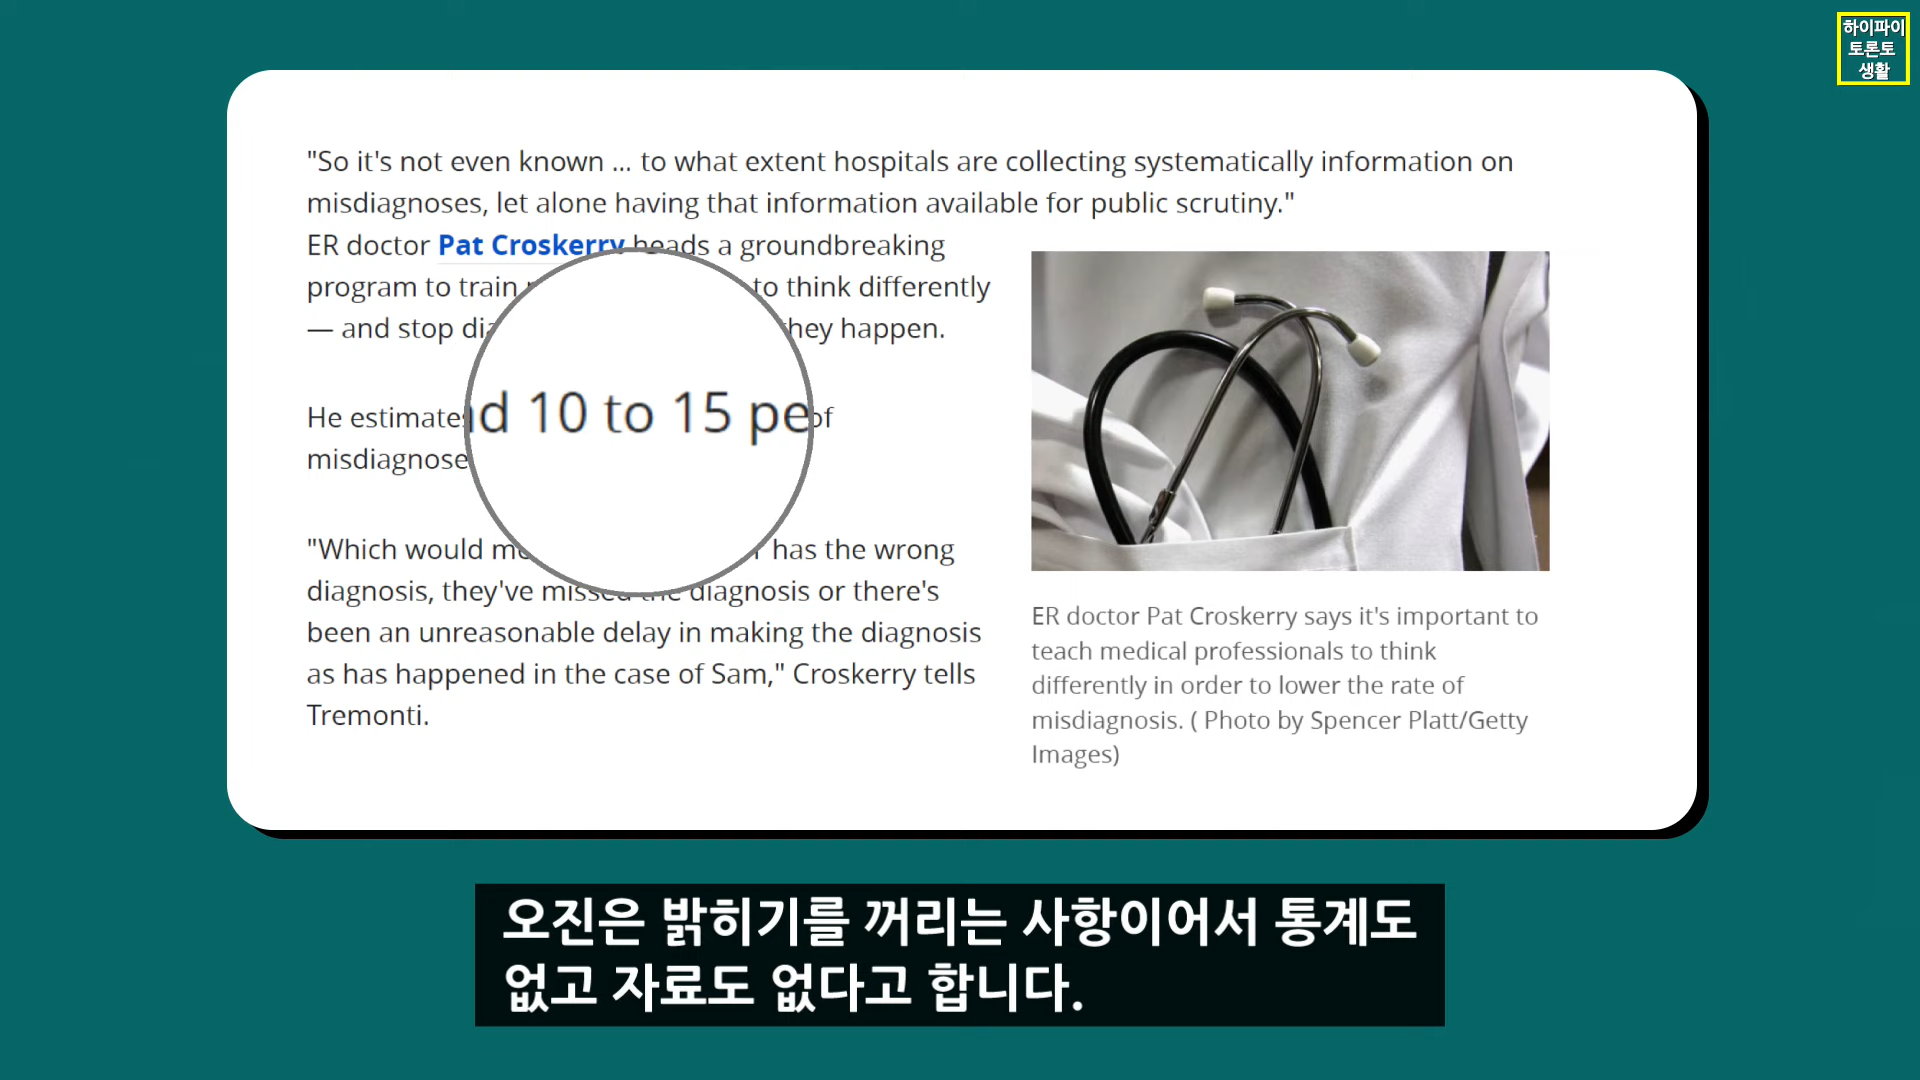 하이파이
토론토
생활
"So it's not even known ... to what extent hospitals are collecting systematically information on
misdiagnoses, let alone having that information available for public scrutiny."
ER doctor Pat Croskerry heads a groundbreaking
program to train to think differently
— and stop they happen.
He estimates 10 to 15 of
misdiagnose
"Which would has the wrong
diagnosis, they've missed the diagnosis or there's
been an unreasonable delay in making the diagnosis
as has happened in the case of Sam," Croskerry tells
Tremonti.
ER doctor Pat Croskerry says it's important to
teach medical professionals to think
differently in order to lower the rate of
misdiagnosis. ( Photo by Spencer Platt/Getty
Images)
오진은 밝히기를 꺼리는 사항이어서 통계도
없고 자료도 없다고 합니다.